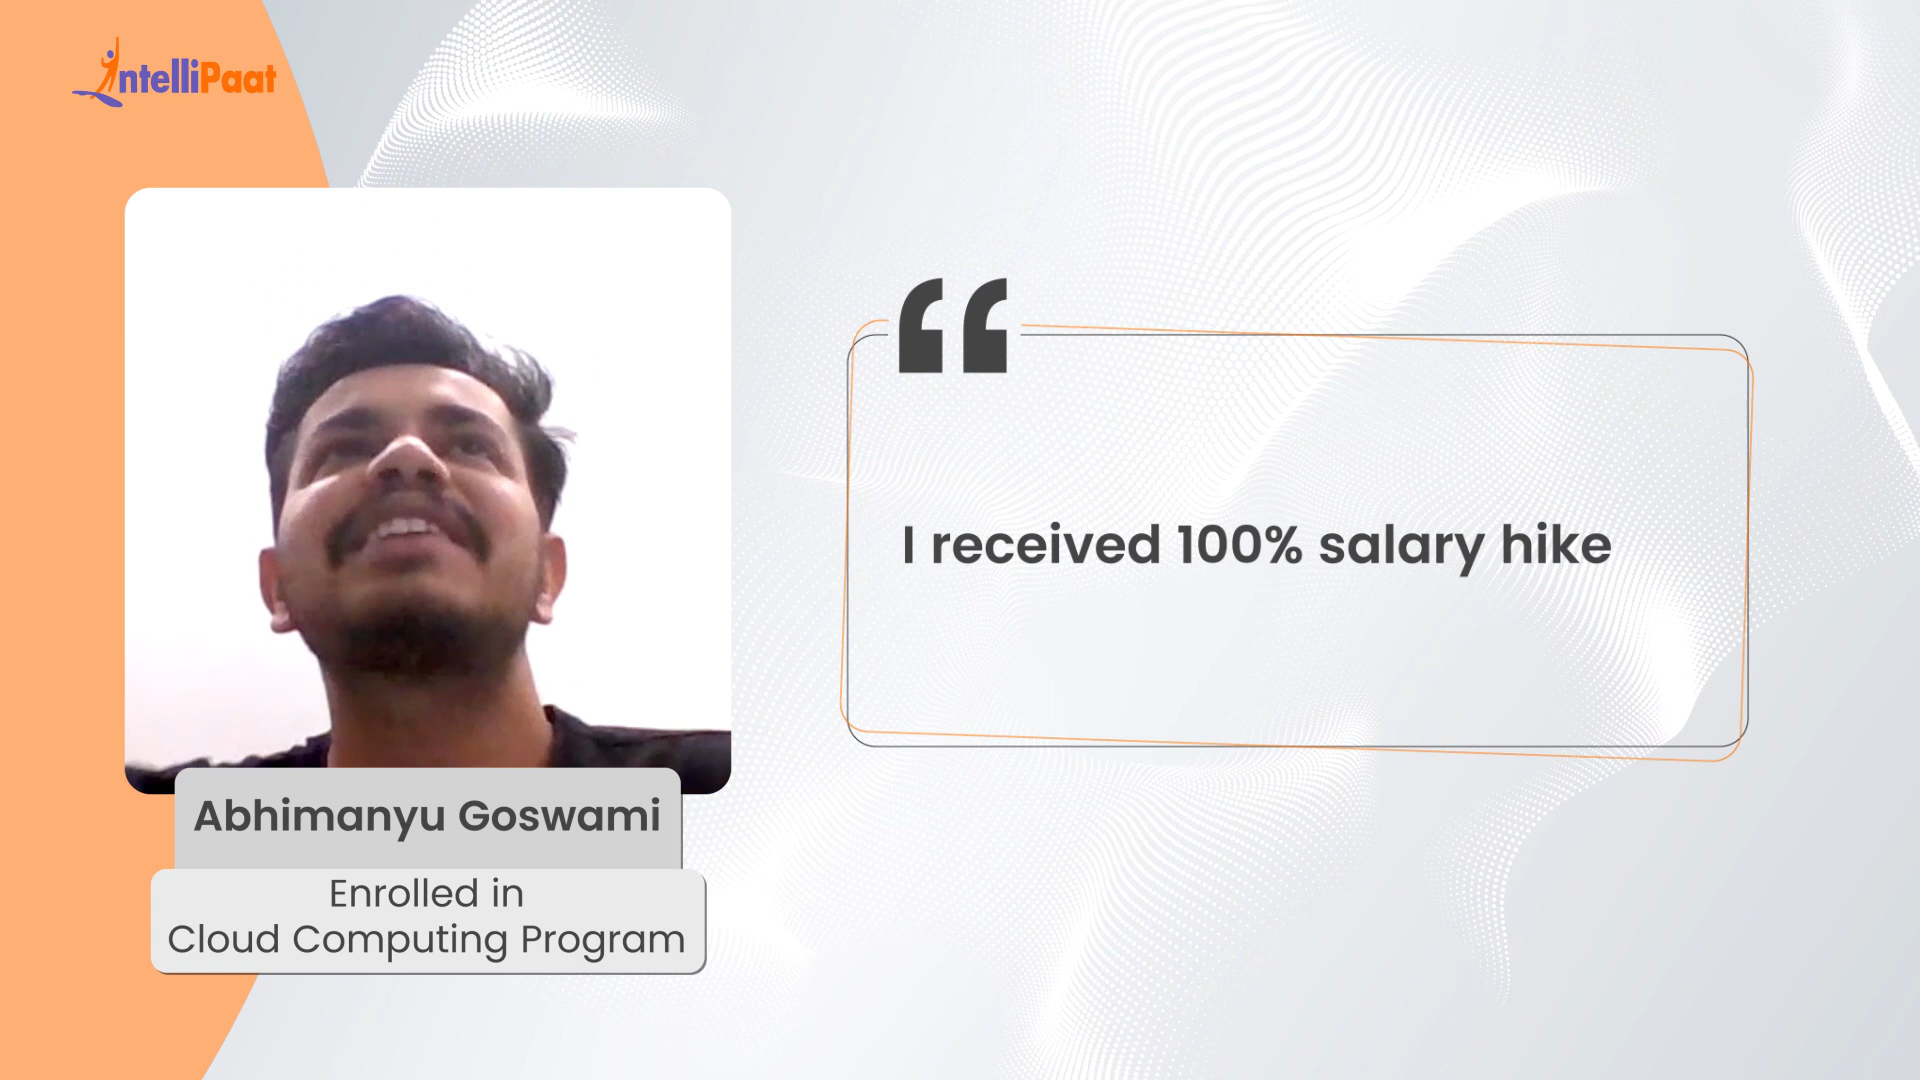 IntelliPaat
I received 100% salary hike
Abhimanyu Goswami
Enrolled in
Cloud Computing Program